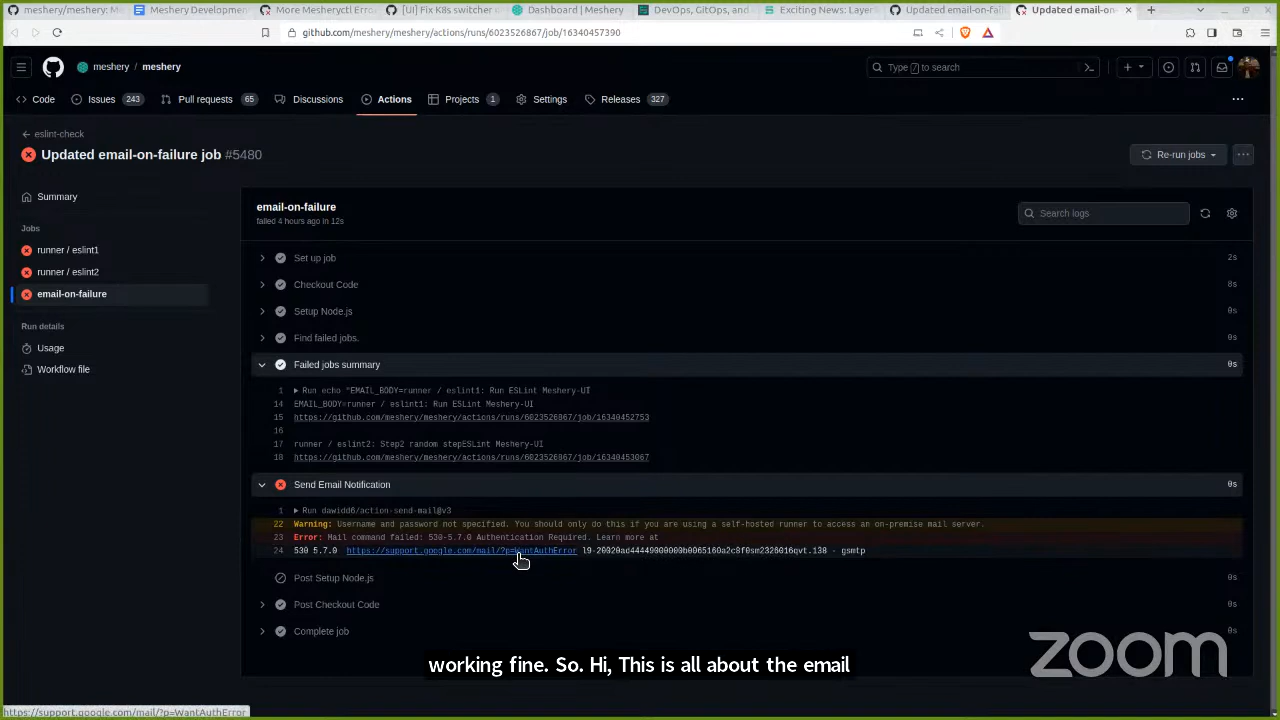 meshery/meshery: M
Meshery Developmen
More Mesheryctl Erro
[UI] Fix K8s switcher
Dashboard | Meshery
DevOps, GitOps, and
Exciting News: Layer
Updated email-on-fai
Updated email-on-
github.com/meshery/meshery/actions/runs/6023526867/job/16340457390
meshery / meshery
Type / to search
Code
Issues 243
Pull requests 65
Discussions
Actions
Projects 1
Settings
Releases 327
eslint-check
Updated email-on-failure job #5480
Re-run jobs
Summary
Jobs
runner / eslint1
runner / eslint2
email-on-failure
Run details
Usage
Workflow file
email-on-failure
failed 4 hours ago in 12s
Search logs
Set up job 2s
Checkout Code 8s
Setup Node.js 0s
Find failed jobs. 0s
Failed jobs summary 0s
1 Run echo "EMAIL_BODY=runner / eslint1: Run ESLint Meshery-UI
14 EMAIL_BODY=runner / eslint1: Run ESLint Meshery-UI
15 https://github.com/meshery/meshery/actions/runs/6023526867/job/16340452753
16
17 runner / eslint2: Step2 random stepESLint Meshery-UI
18 https://github.com/meshery/meshery/actions/runs/6023526867/job/16340453067
Send Email Notification 0s
1 Run dawidd6/action-send-mail@v3
22 Warning: Username and password not specified. You should only do this if you are using a self-hosted runner to access an on-premise mail server.
23 Error: Mail command failed: 530-5.7.0 Authentication Required. Learn more at
24 530 5.7.0 https://support.google.com/mail/?p=WantAuthError - gsmtp
Post Setup Node.js 0s
Post Checkout Code 0s
Complete job 0s
working fine. So. Hi, This is all about the email
zoom
https://support.google.com/mail/?p=WantAuthError